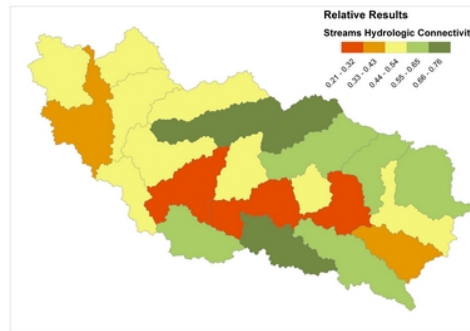 Relative Results
Streams Hydrologic Connectivit
0.21 - 0.32
0.33 - 0.43
0.44 - 0.54
0.55 - 0.65
0.66 - 0.76